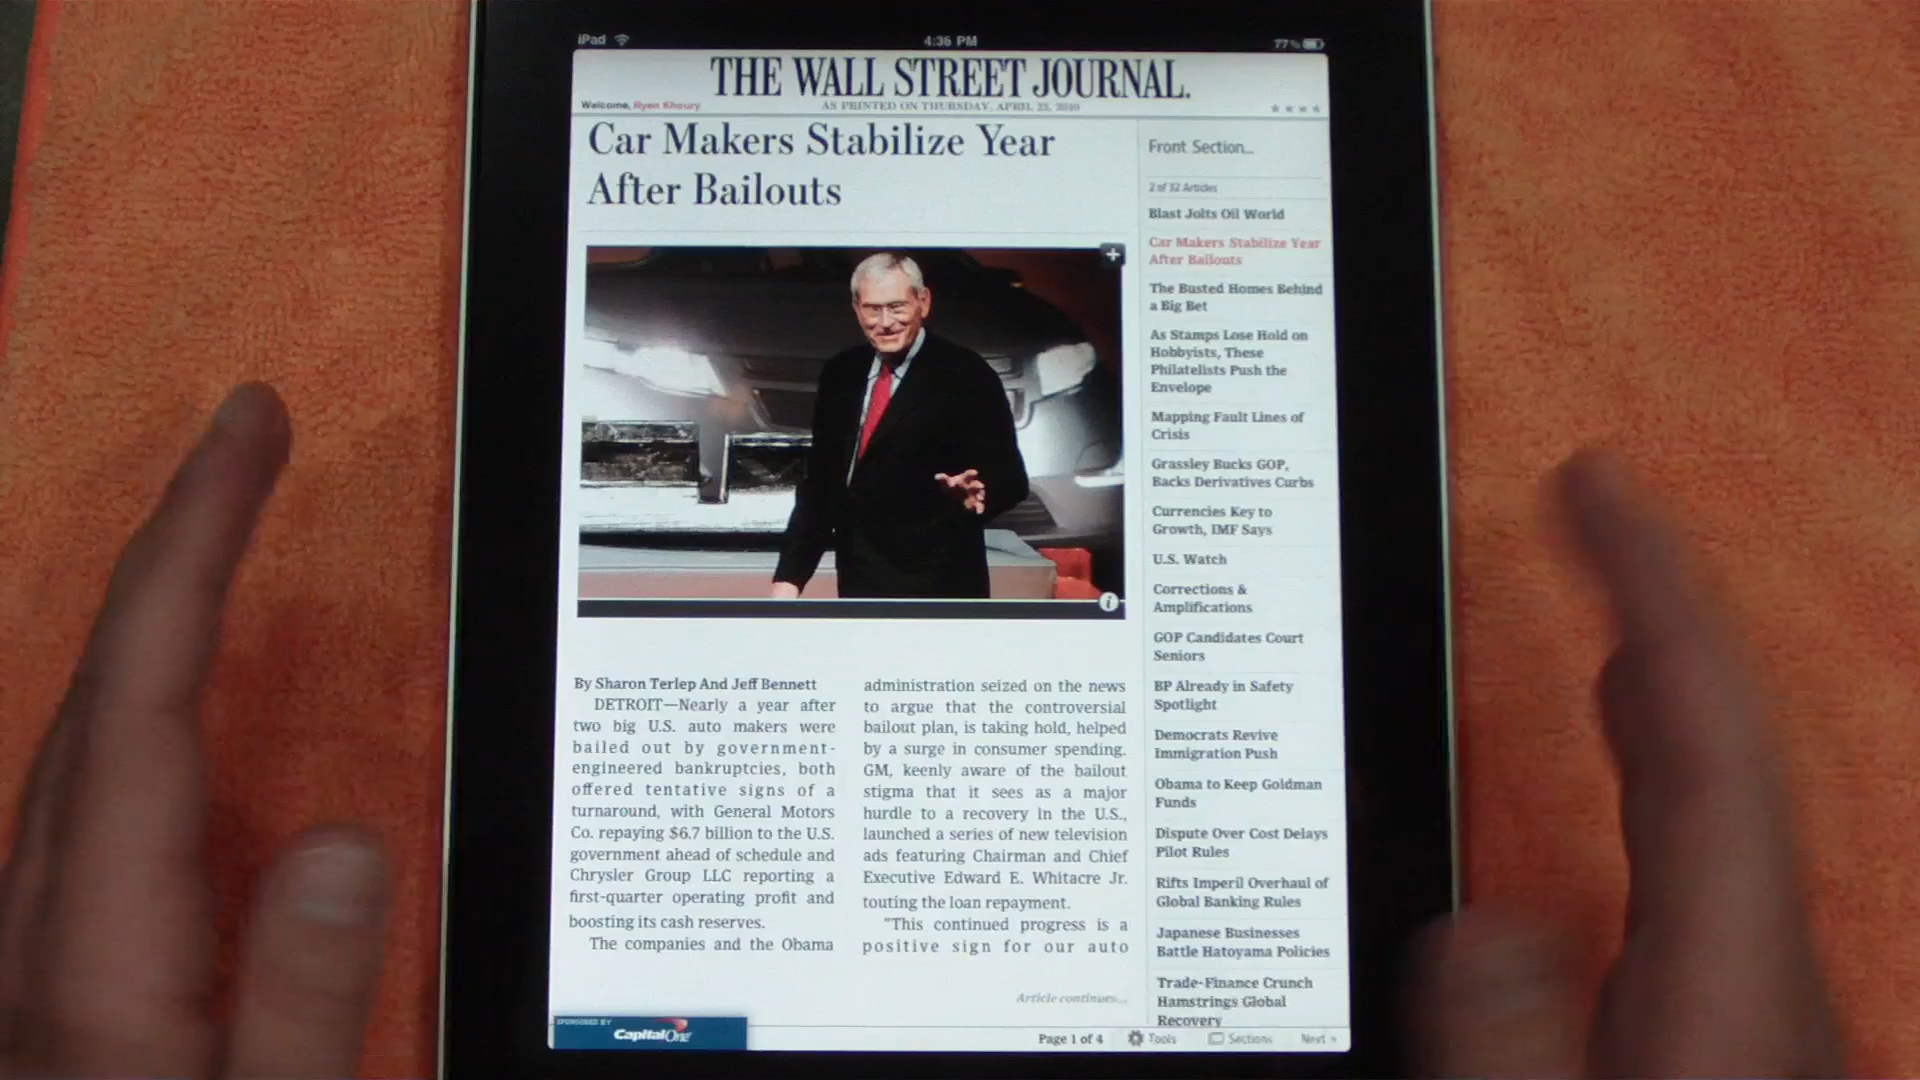 iPad
4:36 PM
77%
THE WALL STREET JOURNAL.
Welcome, Ryan Khoury
AS PRINTED ON THURSDAY, APRIL 23, 2010
Car Makers Stabilize Year
After Bailouts
By Sharon Terlep And Jeff Bennett
DETROIT—Nearly a year after
two big U.S. auto makers were
bailed out by government-
engineered bankruptcies, both
offered tentative signs of a
turnaround, with General Motors
Co. repaying $6.7 billion to the U.S.
government ahead of schedule and
Chrysler Group LLC reporting a
first-quarter operating profit and
boosting its cash reserves.
The companies and the Obama
administration seized on the news
to argue that the controversial
bailout plan, is taking hold, helped
by a surge in consumer spending.
GM, keenly aware of the bailout
stigma that it sees as a major
hurdle to a recovery in the U.S.,
launched a series of new television
ads featuring Chairman and Chief
Executive Edward E. Whitacre Jr.
touting the loan repayment.
"This continued progress is a
positive sign for our auto
Article continues...
Front Section...
2 of 32 Articles
Blast Jolts Oil World
Car Makers Stabilize Year
After Bailouts
The Busted Homes Behind
a Big Bet
As Stamps Lose Hold on
Hobbyists, These
Philatelists Push the
Envelope
Mapping Fault Lines of
Crisis
Grassley Bucks GOP,
Backs Derivatives Curbs
Currencies Key to
Growth, IMF Says
U.S. Watch
Corrections &
Amplifications
GOP Candidates Court
Seniors
BP Already in Safety
Spotlight
Democrats Revive
Immigration Push
Obama to Keep Goldman
Funds
Dispute Over Cost Delays
Pilot Rules
Rifts Imperil Overhaul of
Global Banking Rules
Japanese Businesses
Battle Hatoyama Policies
Trade-Finance Crunch
Hamstrings Global
Recovery
SPONSORED BY
Capital One
Page 1 of 4
Tools
Sections
Next »